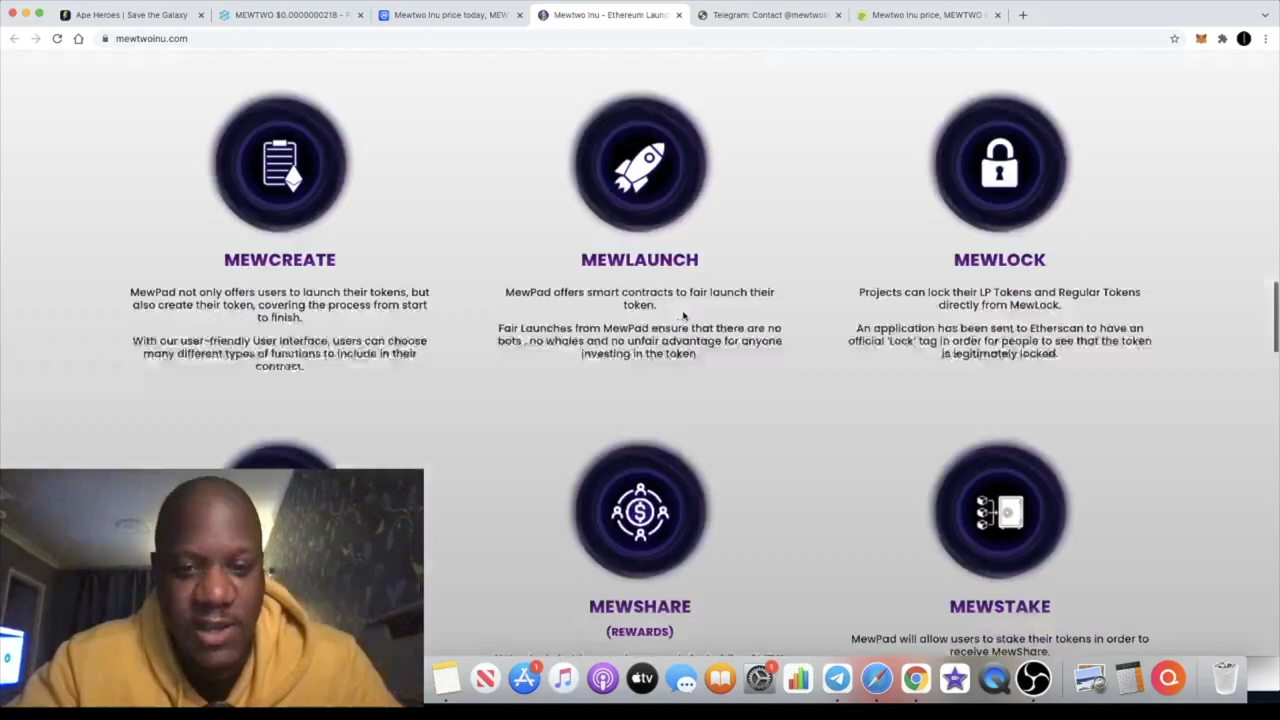 Ape Heroes | Save the Galaxy
MEWTWO $0.0000000218 - P
Mewtwo Inu price today, MEW
Mewtwo Inu - Ethereum Launc
Telegram: Contact @mewtwoin
Mewtwo Inu price, MEWTWO c
mewtwoinu.com
MEWCREATE
MewPad not only offers users to launch their tokens, but
also create their token, covering the process from start
to finish.
With our user-friendly User Interface, users can choose
many different types of functions to include in their
contract.
MEWLAUNCH
MewPad offers smart contracts to fair launch their
token.
Fair Launches from MewPad ensure that there are no
bots , no whales and no unfair advantage for anyone
investing in the token
MEWLOCK
Projects can lock their LP Tokens and Regular Tokens
directly from MewLock.
An application has been sent to Etherscan to have an
official 'Lock' tag in order for people to see that the token
is legitimately locked.
MEWSHARE
(REWARDS)
MEWSTAKE
MewPad will allow users to stake their tokens in order to
receive MewShare.
tv
1
1